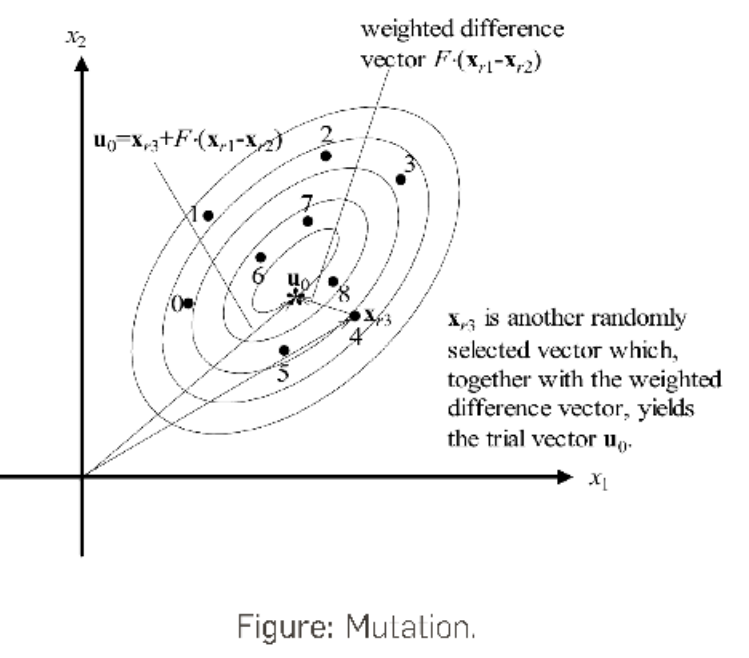 x₂
weighted difference
vector F·(xᵣ₁-xᵣ₂)
u₀=xᵣ₃+F·(xᵣ₁-xᵣ₂)
2
3
1
7
6
u₀
0
8
xᵣ₃
4
5
xᵣ₃ is another randomly
selected vector which,
together with the weighted
difference vector, yields
the trial vector u₀.
x₁
Figure: Mutation.